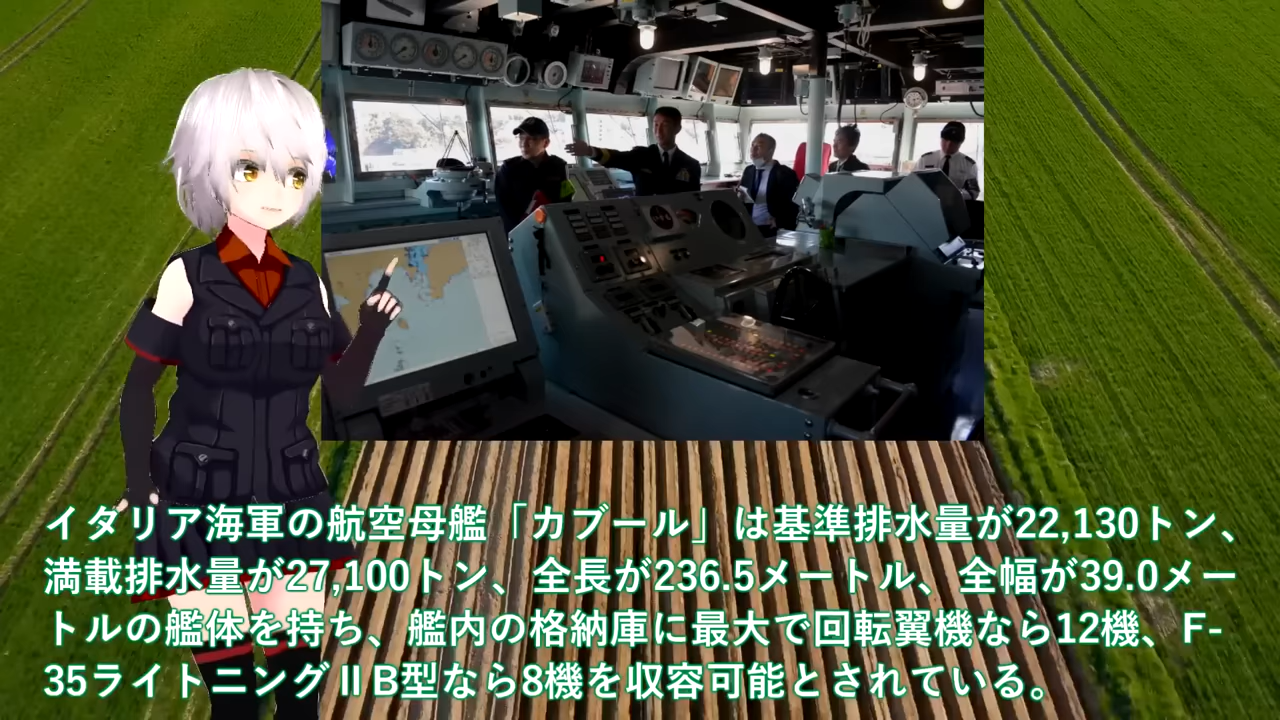 イタリア海軍の航空母艦「カブール」は基準排水量が22,130トン、
満載排水量が27,100トン、全長が236.5メートル、全幅が39.0メー
トルの艦体を持ち、艦内の格納庫に最大で回転翼機なら12機、F-
35ライトニングⅡB型なら8機を収容可能とされている。